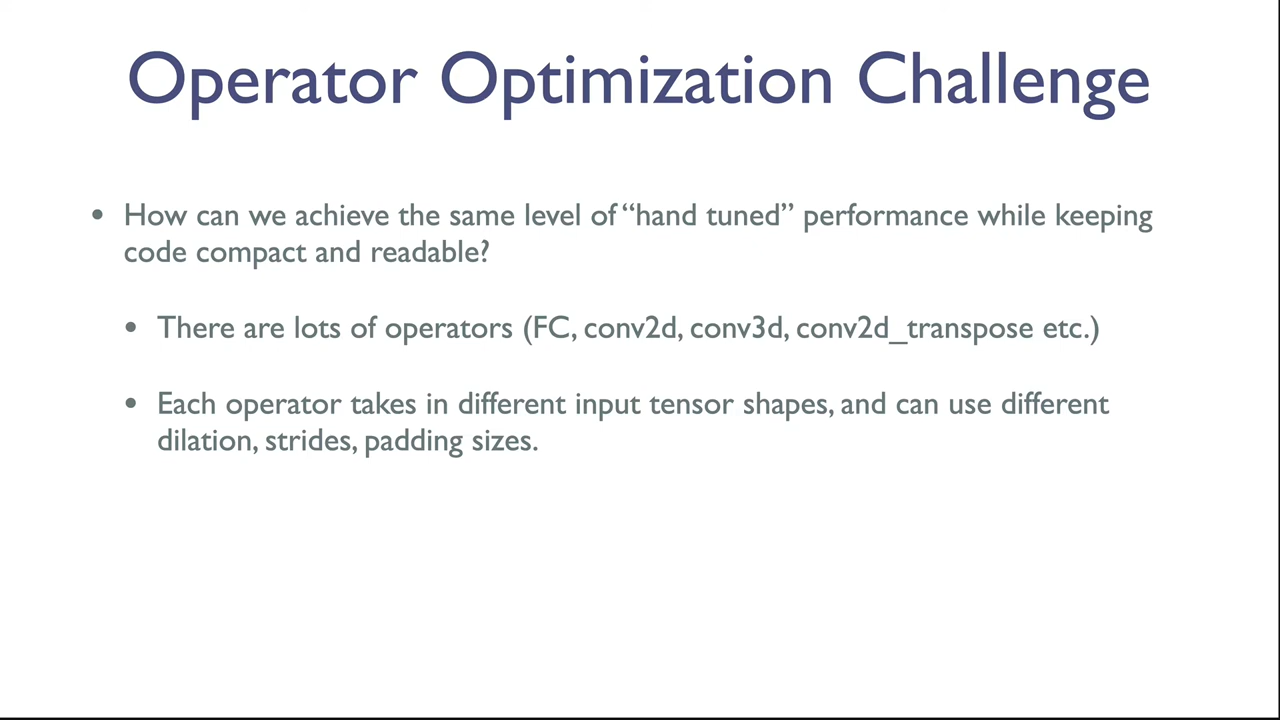 Operator Optimization Challenge
• How can we achieve the same level of “hand tuned” performance while keeping
code compact and readable?
• There are lots of operators (FC, conv2d, conv3d, conv2d_transpose etc.)
• Each operator takes in different input tensor shapes, and can use different
dilation, strides, padding sizes.